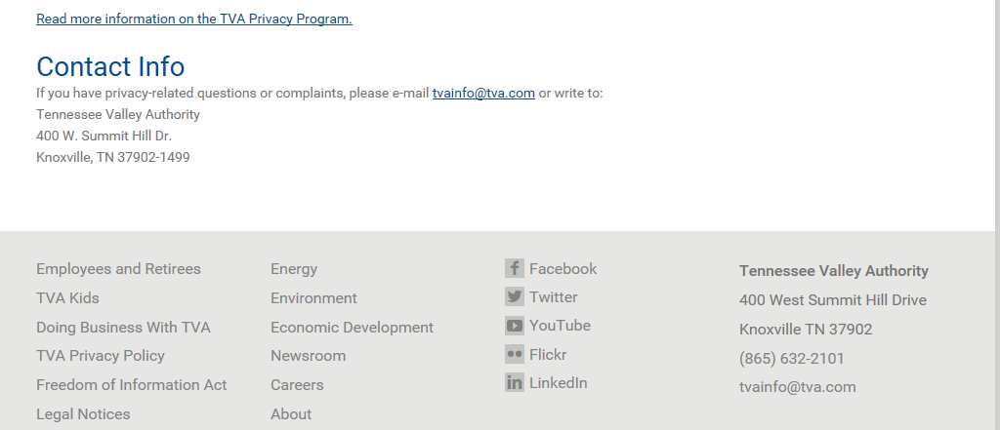 Read more information on the TVA Privacy Program.
Contact Info
If you have privacy-related questions or complaints, please e-mail tvainfo@tva.com or write to:
Tennessee Valley Authority
400 W. Summit Hill Dr.
Knoxville, TN 37902-1499
Employees and Retirees
TVA Kids
Doing Business With TVA
TVA Privacy Policy
Freedom of Information Act
Legal Notices
Energy
Environment
Economic Development
Newsroom
Careers
About
Facebook
Twitter
YouTube
Flickr
LinkedIn
Tennessee Valley Authority
400 West Summit Hill Drive
Knoxville TN 37902
(865) 632-2101
tvainfo@tva.com